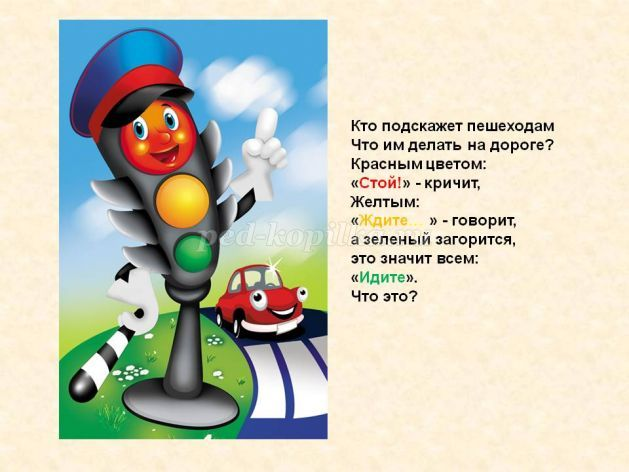 Кто подскажет пешеходам
Что им делать на дороге?
Красным цветом:
«Стой!» - кричит,
Желтым:
«Ждите… » - говорит,
а зеленый загорится,
это значит всем:
«Идите».
Что это?